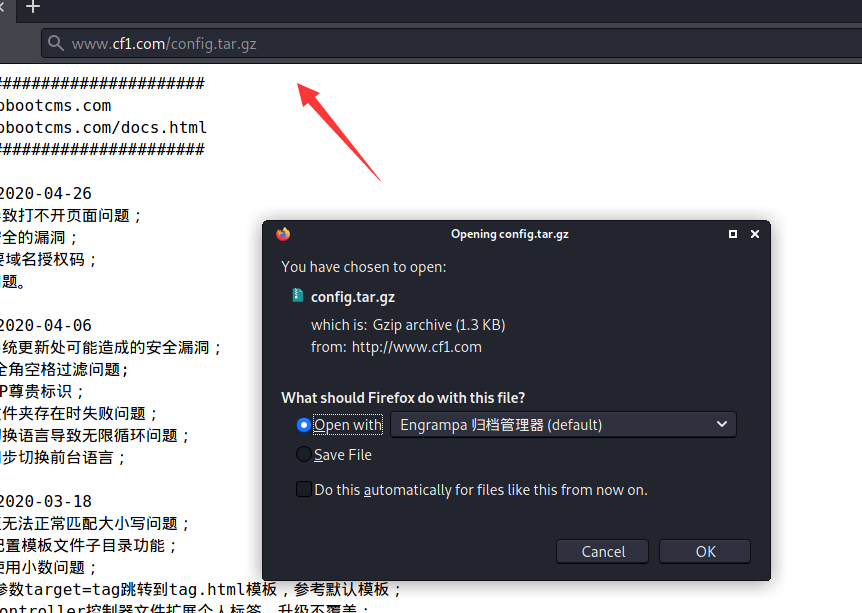 www.cf1.com/config.tar.gz
######################
bootcms.com
bootcms.com/docs.html
######################
2020-04-26
致打不开页面问题；
全的漏洞；
域名授权码；
题。
2020-04-06
统更新处可能造成的安全漏洞；
全角空格过滤问题；
P尊贵标识；
件夹存在时失败问题；
换语言导致无限循环问题；
步切换前台语言；
2020-03-18
无法正常匹配大小写问题；
配置模板文件子目录功能；
使用小数问题；
参数target=tag跳转到tag.html模板，参考默认模板；
ontroller控制器文件扩展个人标签，升级不覆盖；
Opening config.tar.gz
You have chosen to open:
config.tar.gz
which is: Gzip archive (1.3 KB)
from: http://www.cf1.com
What should Firefox do with this file?
Open with Engrampa 归档管理器 (default)
Save File
Do this automatically for files like this from now on.
Cancel OK